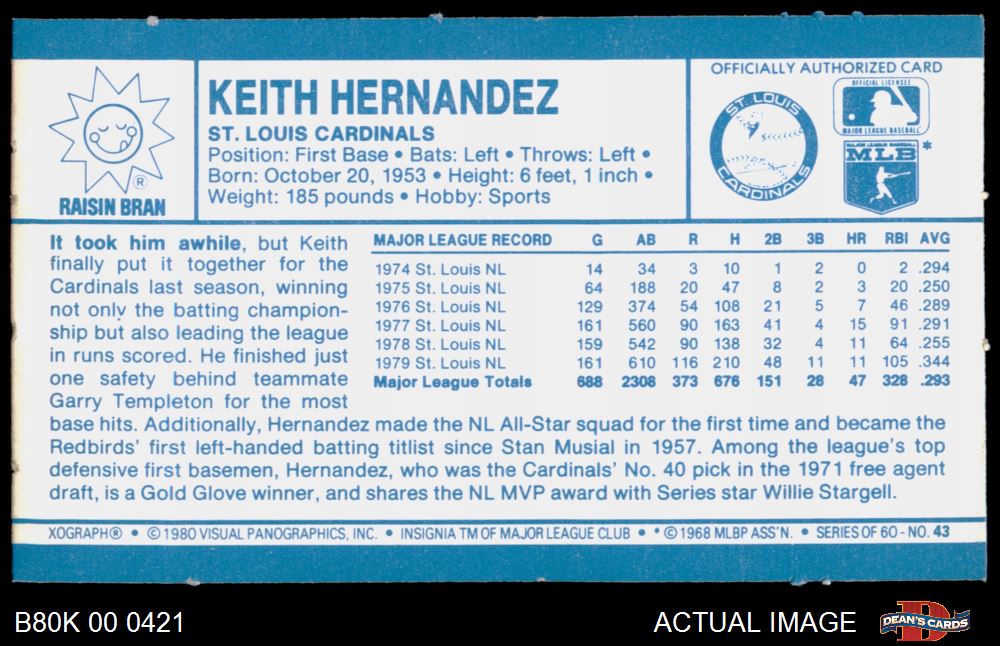 RAISIN BRAN
®
KEITH HERNANDEZ
ST. LOUIS CARDINALS
Position: First Base • Bats: Left • Throws: Left •
Born: October 20, 1953 • Height: 6 feet, 1 inch •
Weight: 185 pounds • Hobby: Sports
OFFICIALLY AUTHORIZED CARD
ST. LOUIS
CARDINALS
OFFICIAL LICENSEE
MAJOR LEAGUE BASEBALL
MAJOR LEAGUE BASEBALL
MLB *
It took him awhile, but Keith
finally put it together for the
Cardinals last season, winning
not only the batting champion-
ship but also leading the league
in runs scored. He finished just
one safety behind teammate
Garry Templeton for the most
base hits. Additionally, Hernandez made the NL All-Star squad for the first time and became the
Redbirds' first left-handed batting titlist since Stan Musial in 1957. Among the league's top
defensive first basemen, Hernandez, who was the Cardinals' No. 40 pick in the 1971 free agent
draft, is a Gold Glove winner, and shares the NL MVP award with Series star Willie Stargell.
MAJOR LEAGUE RECORD G AB R H 2B 3B HR RBI AVG
1974 St. Louis NL 14 34 3 10 1 2 0 2 .294
1975 St. Louis NL 64 188 20 47 8 2 3 20 .250
1976 St. Louis NL 129 374 54 108 21 5 7 46 .289
1977 St. Louis NL 161 560 90 163 41 4 15 91 .291
1978 St. Louis NL 159 542 90 138 32 4 11 64 .255
1979 St. Louis NL 161 610 116 210 48 11 11 105 .344
Major League Totals 688 2308 373 676 151 28 47 328 .293
XOGRAPH® • © 1980 VISUAL PANOGRAPHICS, INC. • INSIGNIA TM OF MAJOR LEAGUE CLUB • * © 1968 MLBP ASS'N. • SERIES OF 60 - NO. 43
B80K 00 0421
ACTUAL IMAGE
DEAN'S CARDS